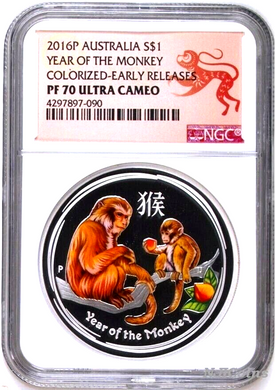 2016P AUSTRALIA S$1
YEAR OF THE MONKEY
COLORIZED-EARLY RELEASES
PF 70 ULTRA CAMEO
4297897-090
NGC
猴
P
Year of the Monkey